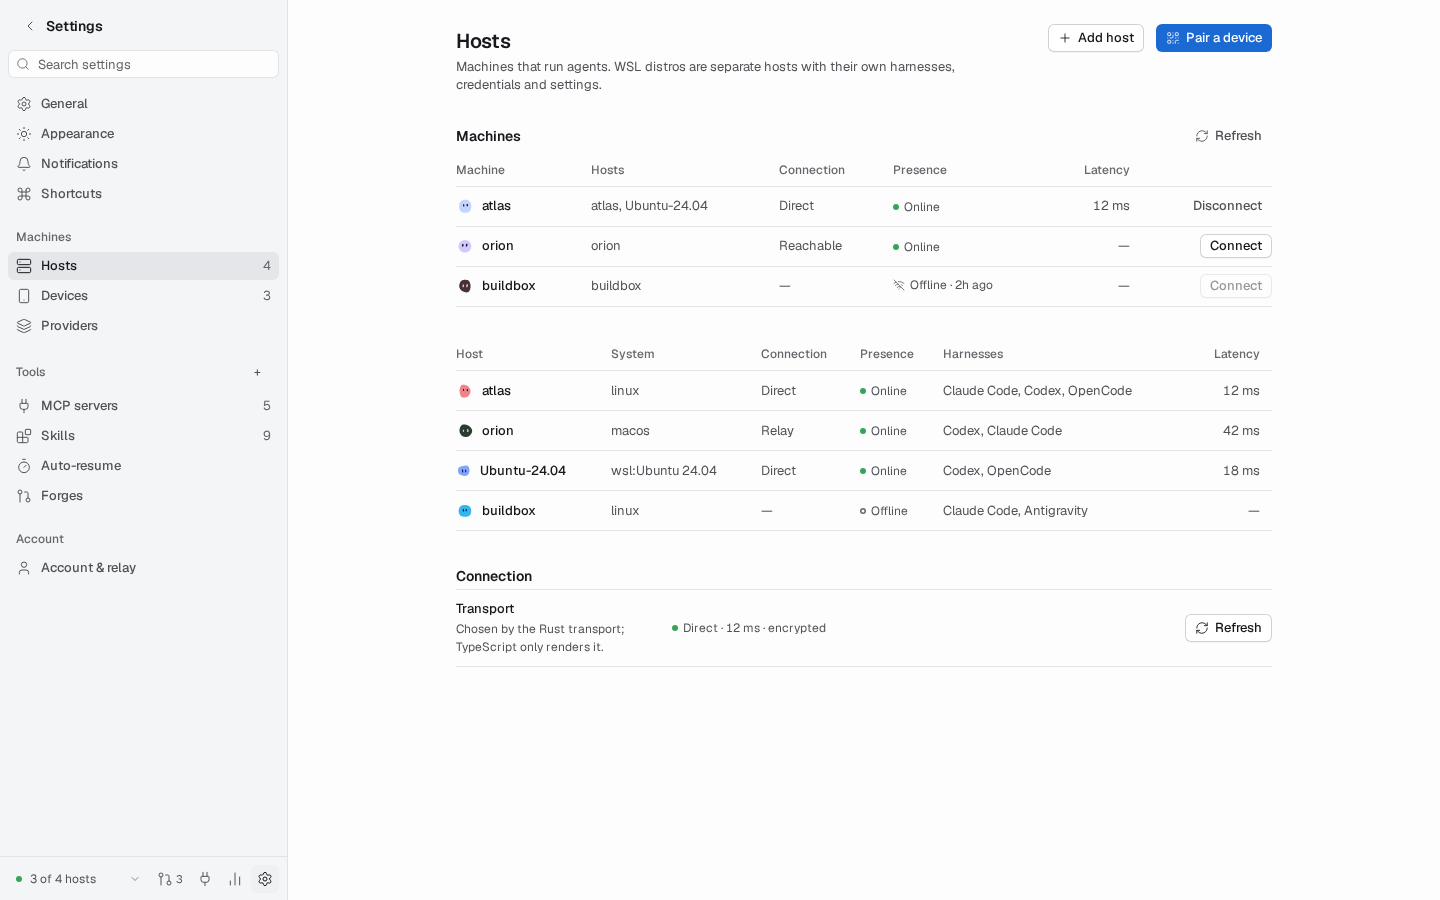 Settings
Search settings
General
Appearance
Notifications
Shortcuts
Machines
Hosts 4
Devices 3
Providers
Tools +
MCP servers 5
Skills 9
Auto-resume
Forges
Account
Account & relay
3 of 4 hosts 3
Hosts
Add host
Pair a device
Machines that run agents. WSL distros are separate hosts with their own harnesses,
credentials and settings.
Machines
Refresh
Machine Hosts Connection Presence Latency
atlas atlas, Ubuntu-24.04 Direct Online 12 ms Disconnect
orion orion Reachable Online — Connect
buildbox buildbox — Offline · 2h ago — Connect
Host System Connection Presence Harnesses Latency
atlas linux Direct Online Claude Code, Codex, OpenCode 12 ms
orion macos Relay Online Codex, Claude Code 42 ms
Ubuntu-24.04 wsl:Ubuntu 24.04 Direct Online Codex, OpenCode 18 ms
buildbox linux — Offline Claude Code, Antigravity —
Connection
Transport
Chosen by the Rust transport;
TypeScript only renders it.
Direct · 12 ms · encrypted
Refresh